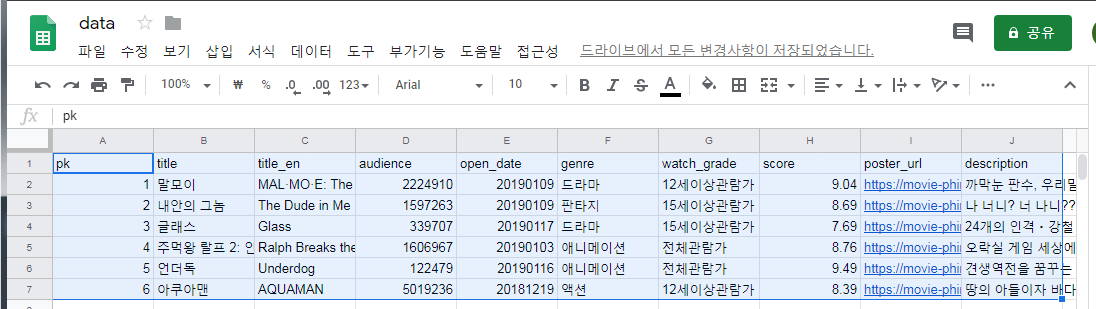 data
파일 수정 보기 삽입 서식 데이터 도구 부가기능 도움말 접근성 드라이브에서 모든 변경사항이 저장되었습니다.
공유
100% ₩ % .0 .00 123 Arial 10 B I S A
fx pk
A B C D E F G H I J
1 pk title title_en audience open_date genre watch_grade score poster_url description
2 1 말모이 MAL·MO·E: The 2224910 20190109 드라마 12세이상관람가 9.04 https://movie-phi 까막눈 판수, 우리말
3 2 내안의 그놈 The Dude in Me 1597263 20190109 판타지 15세이상관람가 8.69 https://movie-phi 나 너니? 너 나니??
4 3 글래스 Glass 339707 20190117 드라마 15세이상관람가 7.69 https://movie-phi 24개의 인격・강철
5 4 주먹왕 랄프 2: 인 Ralph Breaks the 1606967 20190103 애니메이션 전체관람가 8.76 https://movie-phi 오락실 게임 세상에
6 5 언더독 Underdog 122479 20190116 애니메이션 전체관람가 9.49 https://movie-phi 견생역전을 꿈꾸는
7 6 아쿠아맨 AQUAMAN 5019236 20181219 액션 12세이상관람가 8.39 https://movie-phi 땅의 아들이자 바다